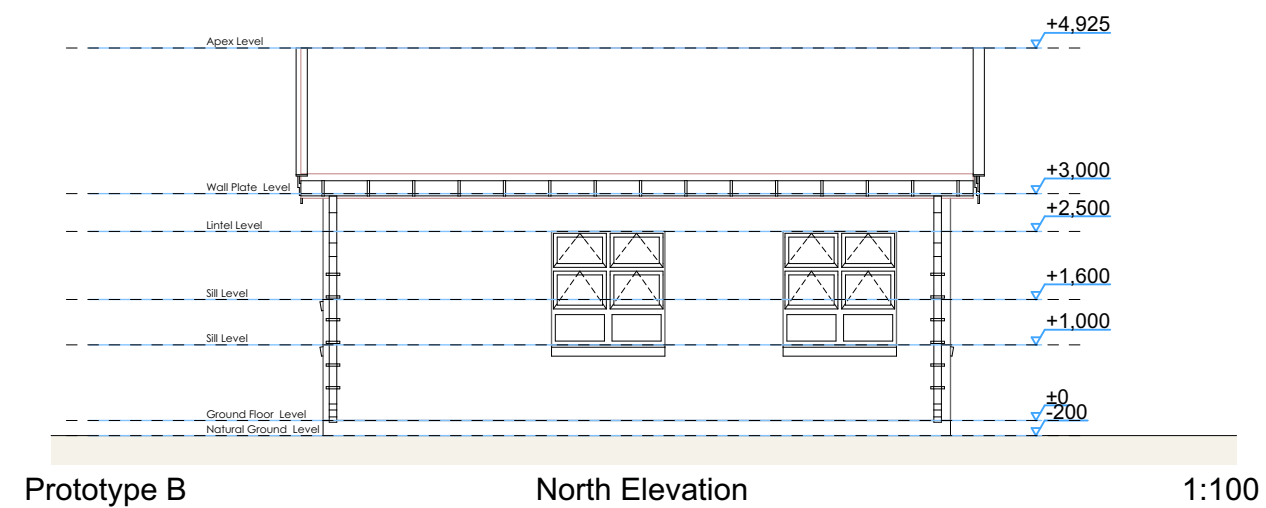 +4,925
Apex Level
+3,000
Wall Plate Level
+2,500
Lintel Level
+1,600
Sill Level
+1,000
Sill Level
±0
Ground Floor Level
-200
Natural Ground Level
Prototype B North Elevation 1:100